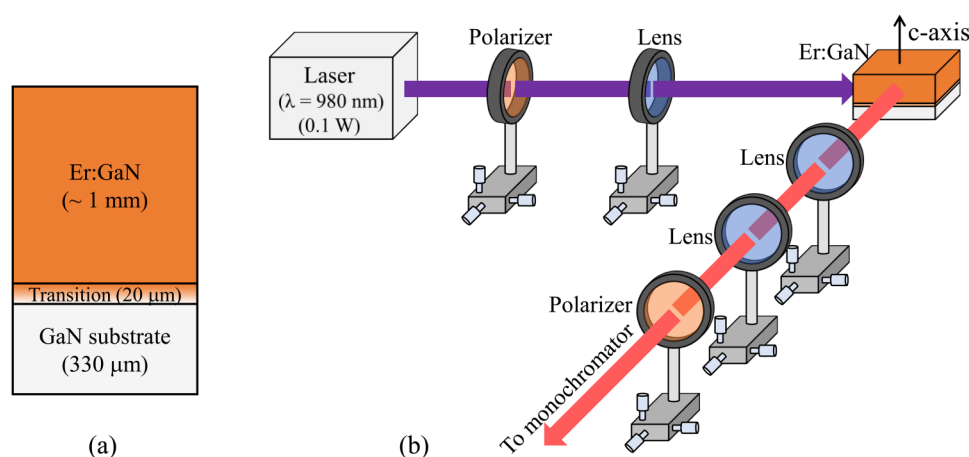 Er:GaN
(~ 1 mm)
Transition (20 μm)
GaN substrate
(330 μm)
(a)
Laser
(λ = 980 nm)
(0.1 W)
Polarizer
Lens
Er:GaN
c-axis
Lens
Lens
Polarizer
To monochromator
(b)